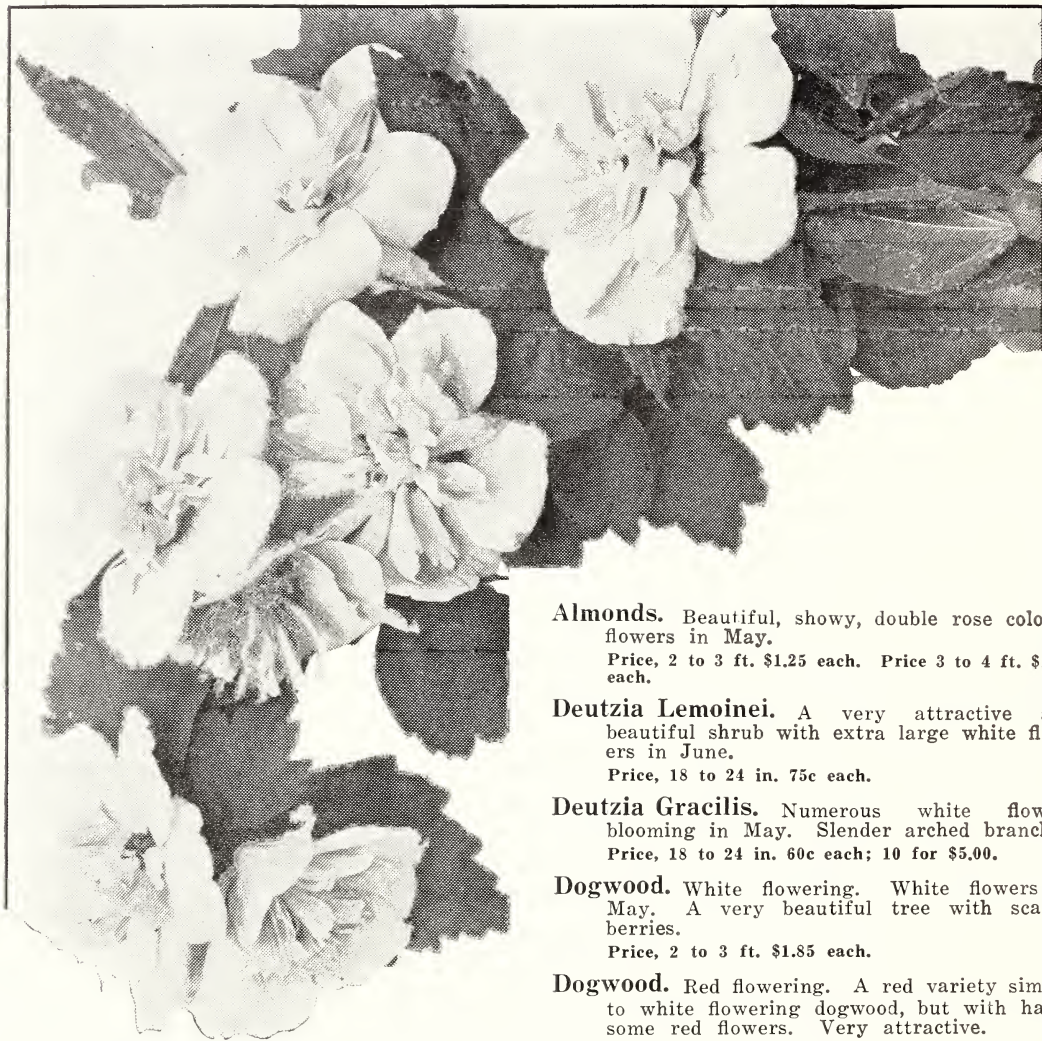 Almonds. Beautiful, showy, double rose colo
flowers in May.
Price, 2 to 3 ft. $1.25 each. Price 3 to 4 ft. $
each.
Deutzia Lemoinei. A very attractive
beautiful shrub with extra large white fl
ers in June.
Price, 18 to 24 in. 75c each.
Deutzia Gracilis. Numerous white flow
blooming in May. Slender arched branch
Price, 18 to 24 in. 60c each; 10 for $5.00.
Dogwood. White flowering. White flowers
May. A very beautiful tree with sca
berries.
Price, 2 to 3 ft. $1.85 each.
Dogwood. Red flowering. A red variety sim
to white flowering dogwood, but with ha
some red flowers. Very attractive.